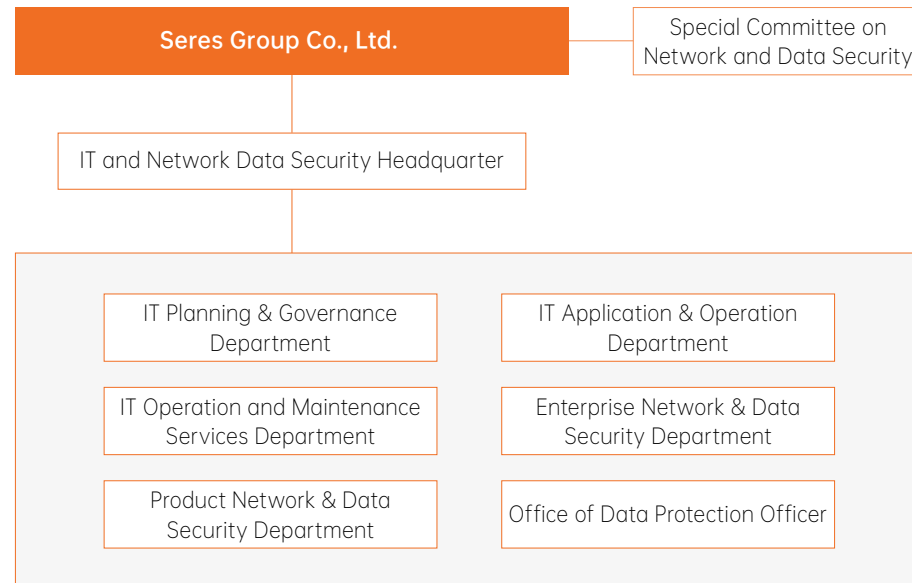 Seres Group Co., Ltd.
Special Committee on
Network and Data Security
IT and Network Data Security Headquarter
IT Planning & Governance
Department
IT Application & Operation
Department
IT Operation and Maintenance
Services Department
Enterprise Network & Data
Security Department
Product Network & Data
Security Department
Office of Data Protection Officer